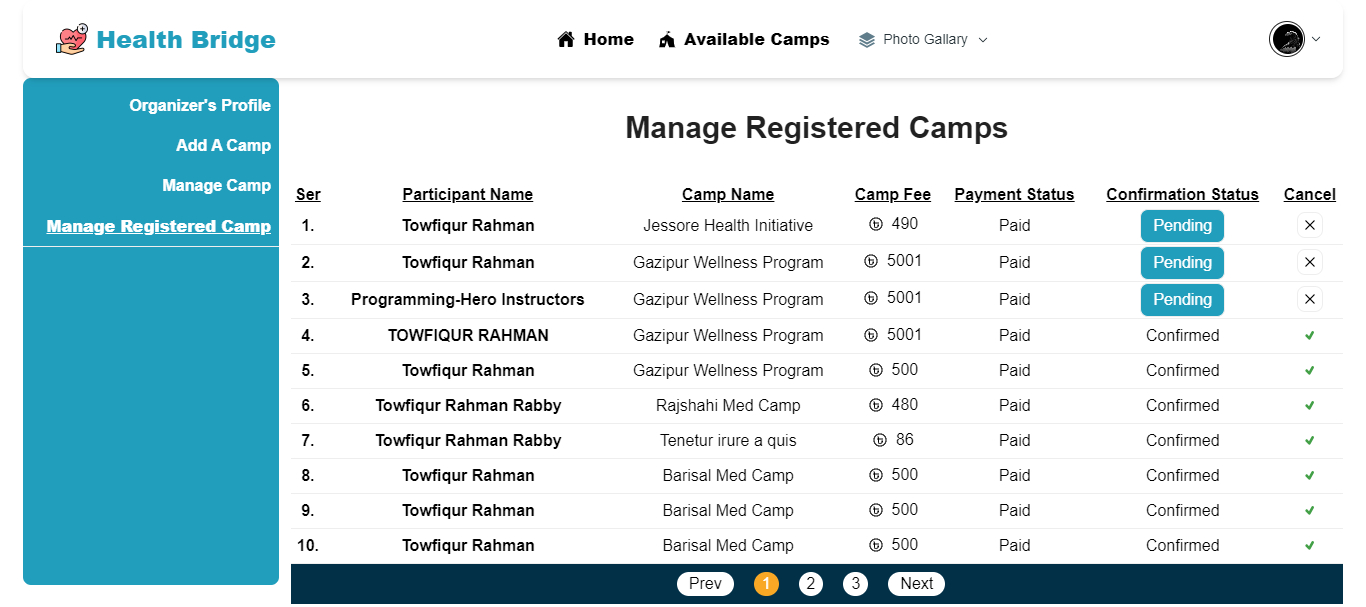 Health Bridge
Home Available Camps Photo Gallary
Organizer's Profile
Add A Camp
Manage Camp
Manage Registered Camp
Manage Registered Camps
Ser Participant Name Camp Name Camp Fee Payment Status Confirmation Status Cancel
1. Towfiqur Rahman Jessore Health Initiative 490 Paid Pending
2. Towfiqur Rahman Gazipur Wellness Program 5001 Paid Pending
3. Programming-Hero Instructors Gazipur Wellness Program 5001 Paid Pending
4. TOWFIQUR RAHMAN Gazipur Wellness Program 5001 Paid Confirmed
5. Towfiqur Rahman Gazipur Wellness Program 500 Paid Confirmed
6. Towfiqur Rahman Rabby Rajshahi Med Camp 480 Paid Confirmed
7. Towfiqur Rahman Rabby Tenetur irure a quis 86 Paid Confirmed
8. Towfiqur Rahman Barisal Med Camp 500 Paid Confirmed
9. Towfiqur Rahman Barisal Med Camp 500 Paid Confirmed
10. Towfiqur Rahman Barisal Med Camp 500 Paid Confirmed
Prev 1 2 3 Next